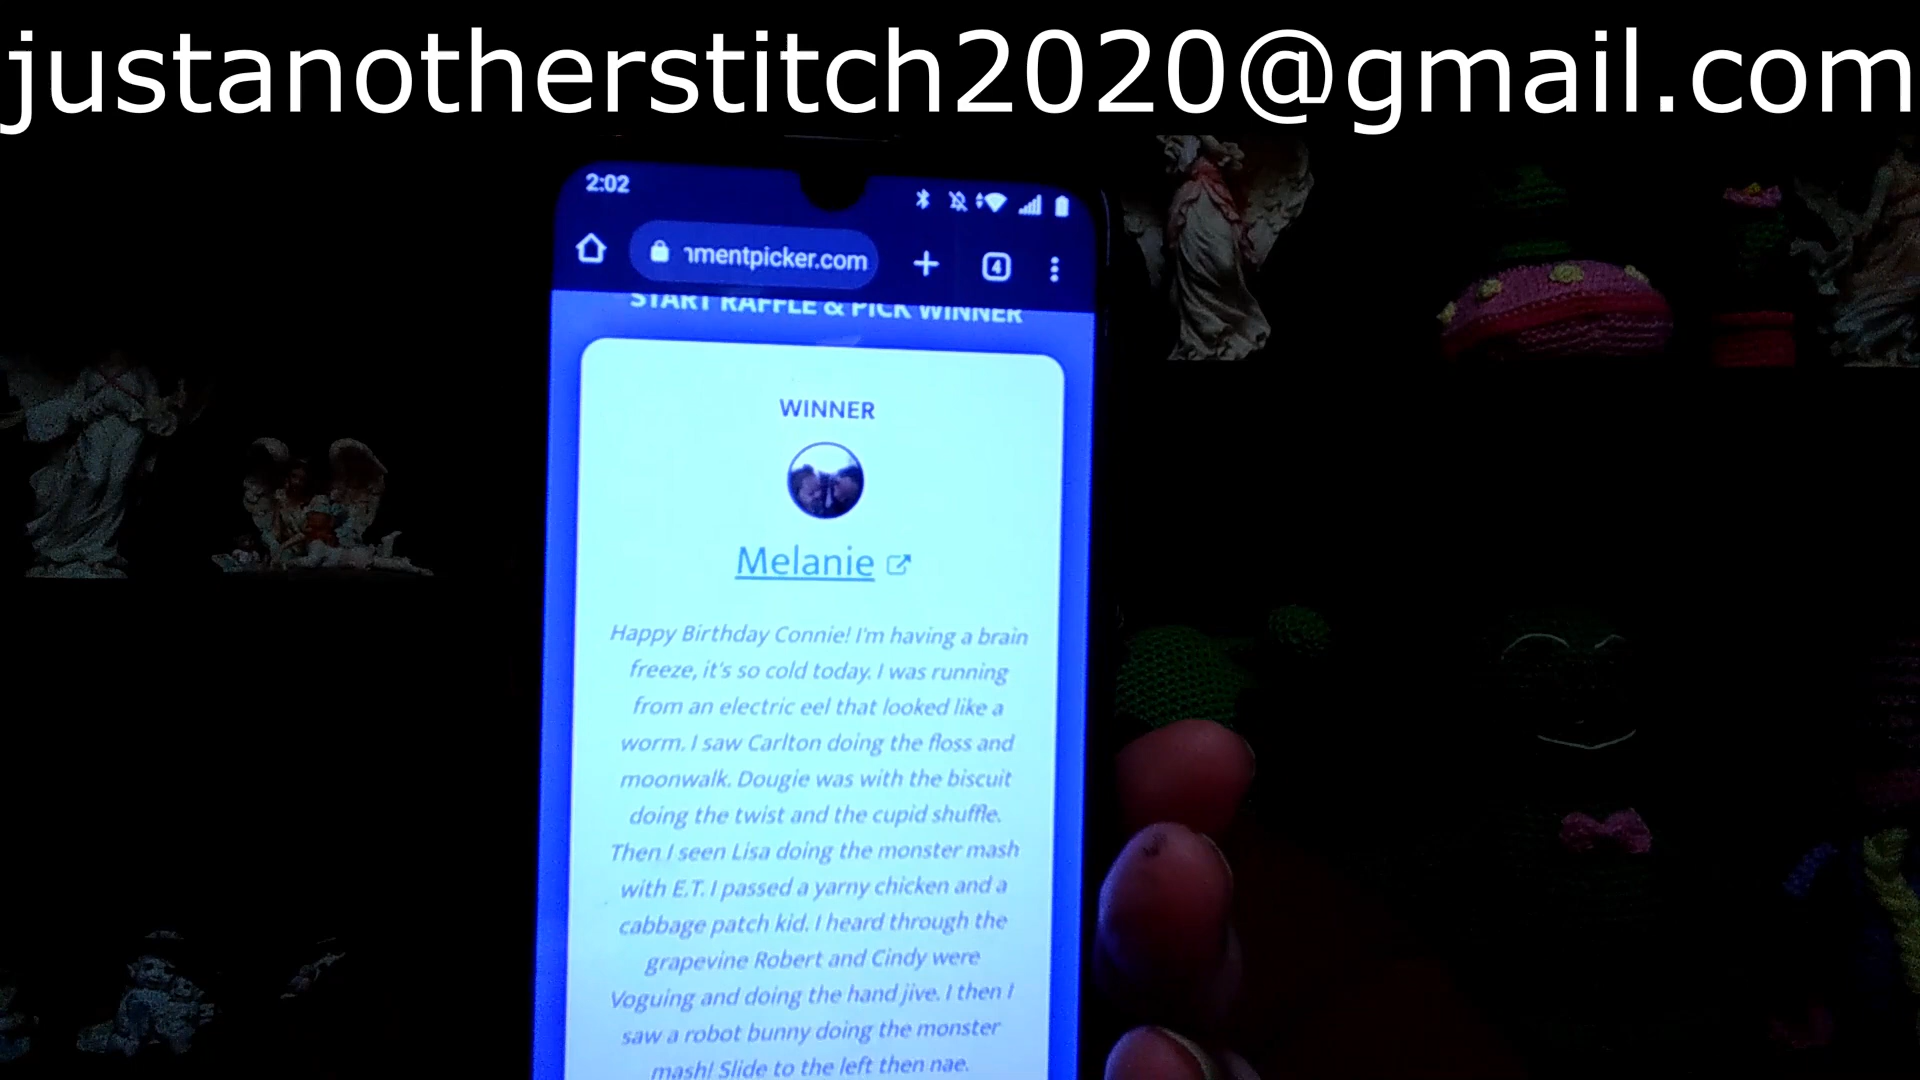 justanotherstitch2020@gmail.com
2:02
mentpicker.com
4
START RAFFLE & PICK WINNER
WINNER
Melanie
Happy Birthday Connie! I'm having a brain
freeze, it's so cold today. I was running
from an electric eel that looked like a
worm. I saw Carlton doing the floss and
moonwalk. Dougie was with the biscuit
doing the twist and the cupid shuffle.
Then I seen Lisa doing the monster mash
with E.T. I passed a yarny chicken and a
cabbage patch kid. I heard through the
grapevine Robert and Cindy were
Voguing and doing the hand jive. I then I
saw a robot bunny doing the monster
mash! Slide to the left then nae.